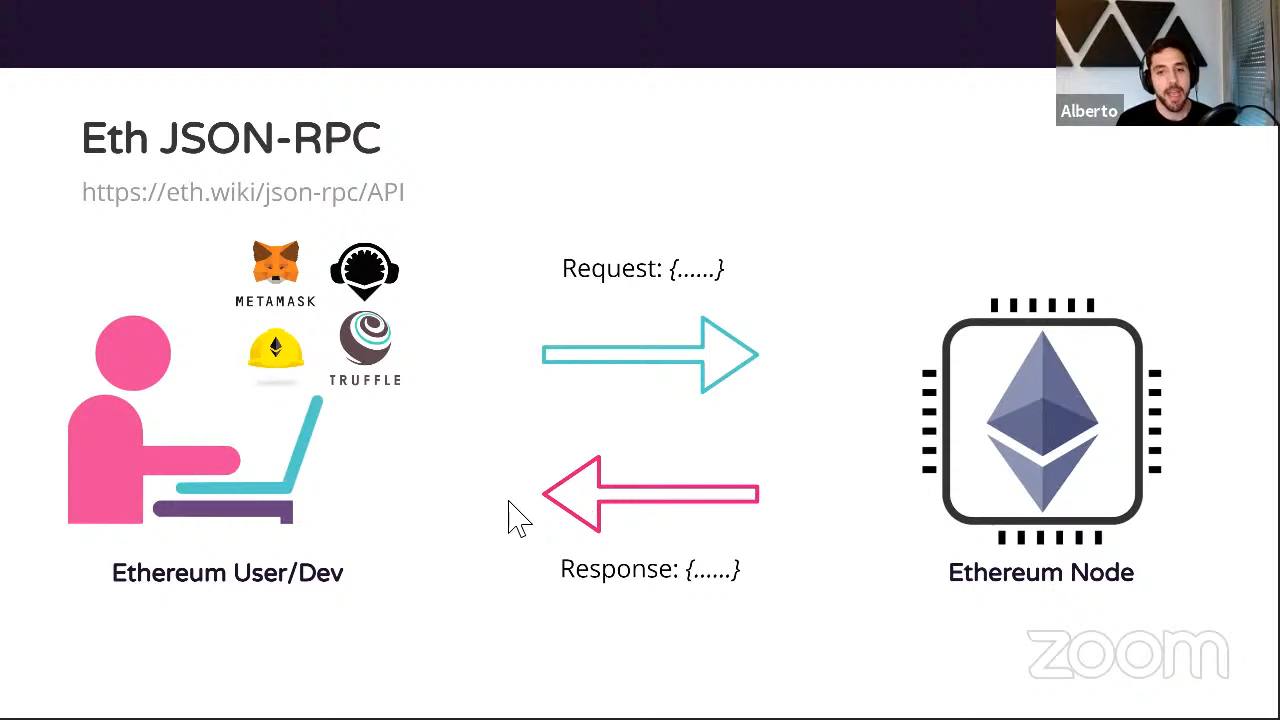 Alberto
Eth JSON-RPC
https://eth.wiki/json-rpc/API
METAMASK
TRUFFLE
Request: {......}
Response: {......}
Ethereum User/Dev
Ethereum Node
zoom